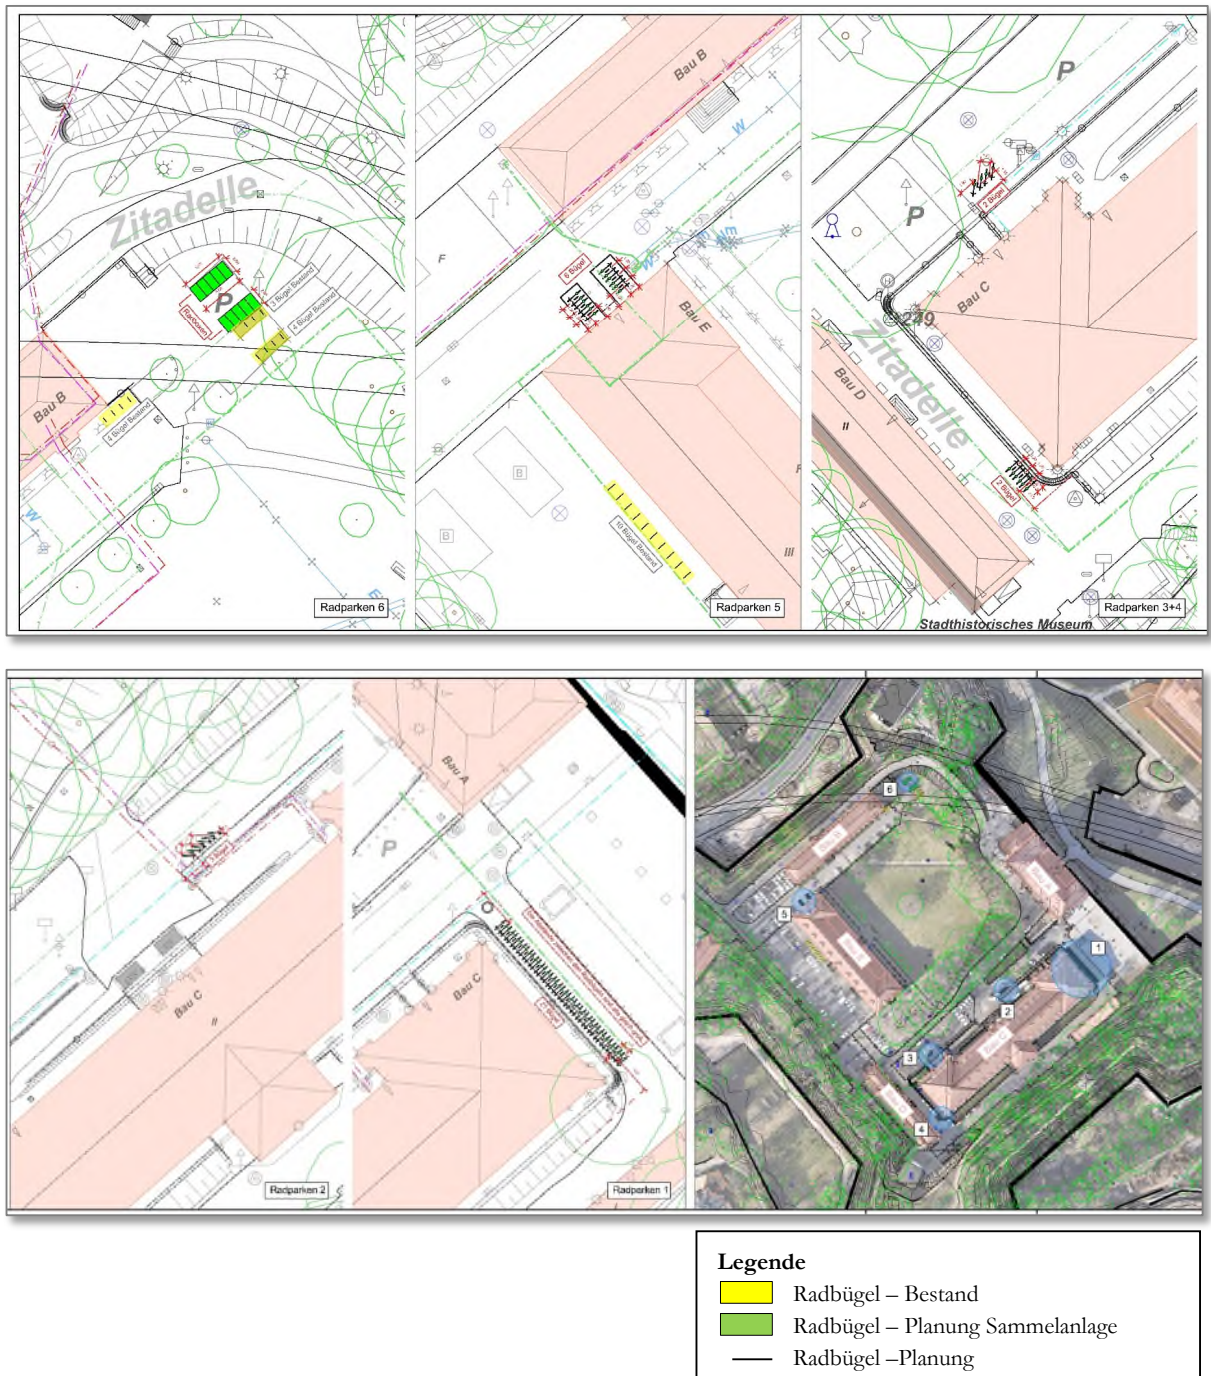 Zitadelle
P
Radboxen
3 Bügel Bestand
4 Bügel Bestand
4 Bügel Bestand
Bau B
W
E
Radparken 6
Bau B
W
F
6 Bügel
W
Bau E
B
B
10 Bügel Bestand
III
F
Radparken 5
P
2 Bügel
P
Bau C
249
Zitadelle
Bau D
II
2 Bügel
Radparken 3+4
Stadthistorisches Museum
Bau C
II
Radparken 2
Bau A
P
Bau C
Radparken 1
6
5
1
2
3
4
Legende
Radbügel – Bestand
Radbügel – Planung Sammelanlage
Radbügel –Planung